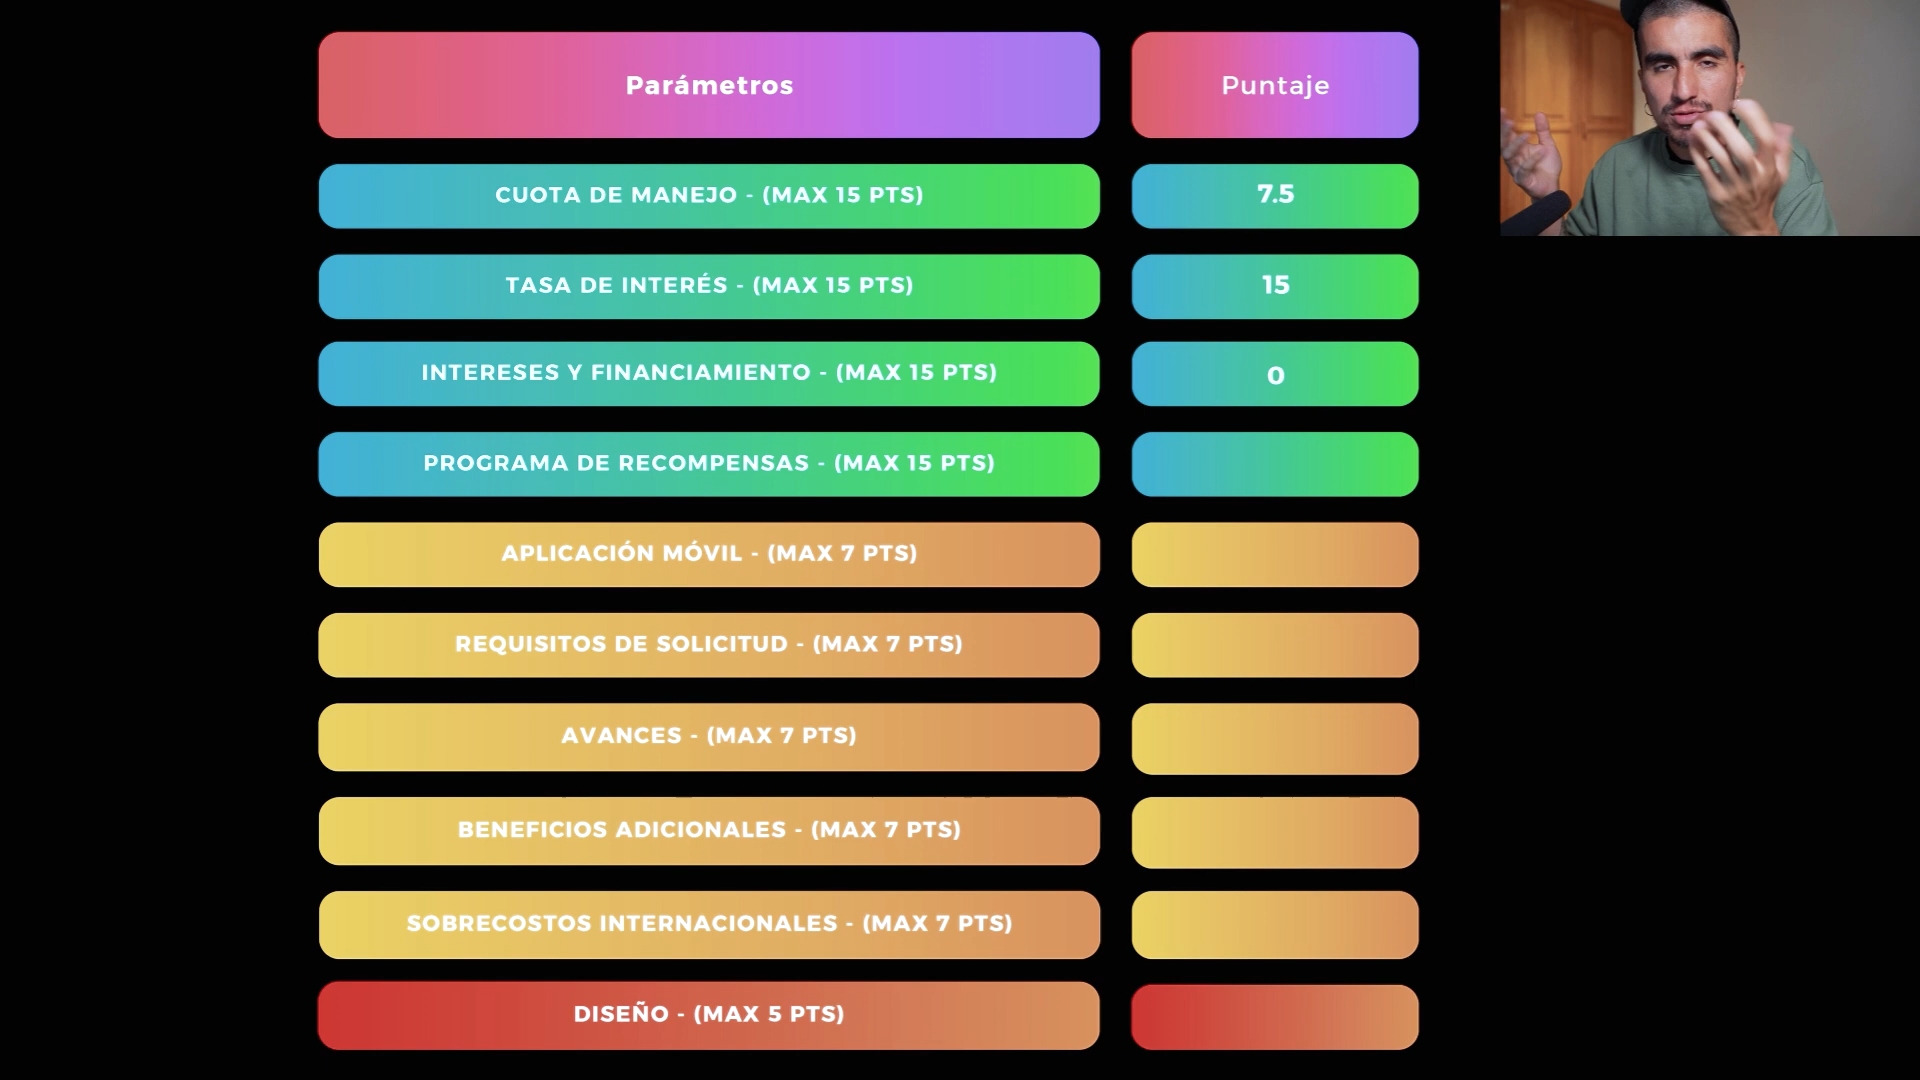 Parámetros
Puntaje
CUOTA DE MANEJO - (MAX 15 PTS)
7.5
TASA DE INTERÉS - (MAX 15 PTS)
15
INTERESES Y FINANCIAMIENTO - (MAX 15 PTS)
0
PROGRAMA DE RECOMPENSAS - (MAX 15 PTS)
APLICACIÓN MÓVIL - (MAX 7 PTS)
REQUISITOS DE SOLICITUD - (MAX 7 PTS)
AVANCES - (MAX 7 PTS)
BENEFICIOS ADICIONALES - (MAX 7 PTS)
SOBRECOSTOS INTERNACIONALES - (MAX 7 PTS)
DISEÑO - (MAX 5 PTS)